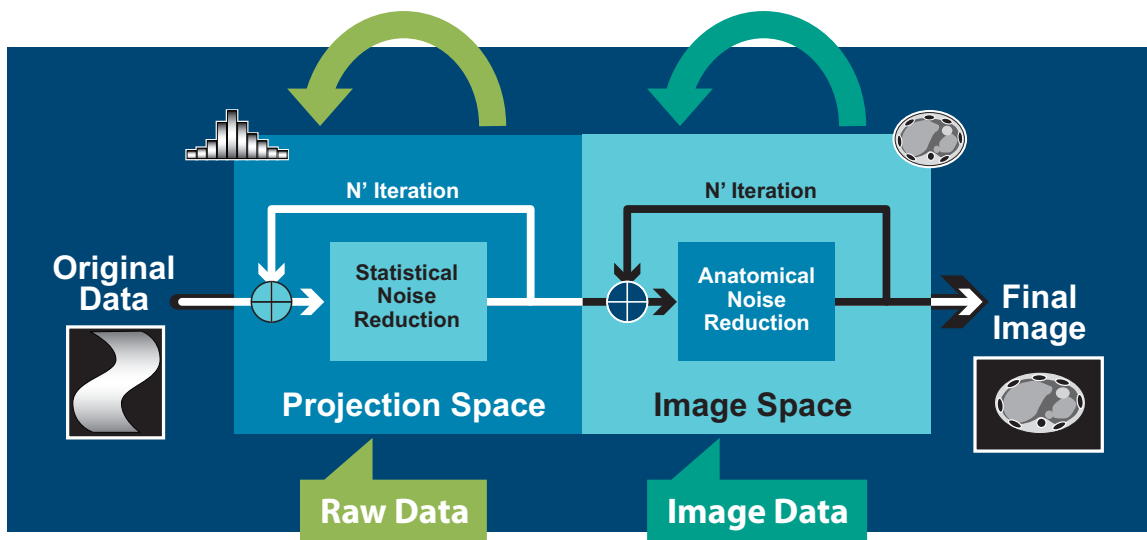 N’ Iteration
N’ Iteration
Original
Data
Statistical
Noise
Reduction
Anatomical
Noise
Reduction
Final
Image
Projection Space
Image Space
Raw Data
Image Data